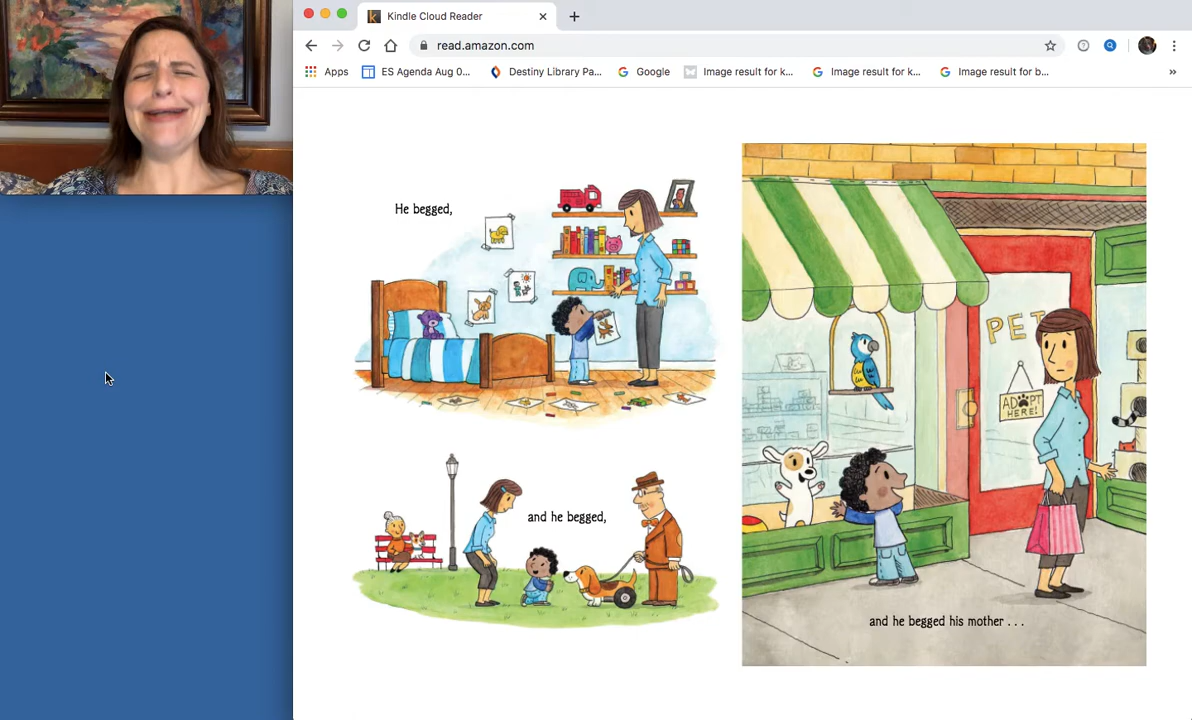 Kindle Cloud Reader
read.amazon.com
Apps
ES Agenda Aug 0...
Destiny Library Pa...
Google
Image result for k...
Image result for k...
Image result for b...
He begged,
and he begged,
PET
ADOPT
HERE!
and he begged his mother . . .